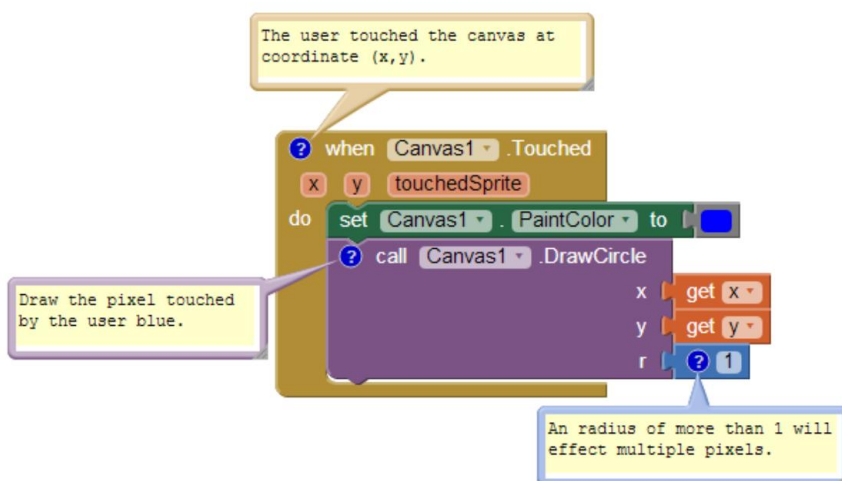 The user touched the canvas at
coordinate (x,y).
? when Canvas1 .Touched
x y touchedSprite
do set Canvas1 . PaintColor to
? call Canvas1 .DrawCircle
Draw the pixel touched
by the user blue.
x get x
y get y
r ? 1
An radius of more than 1 will
effect multiple pixels.